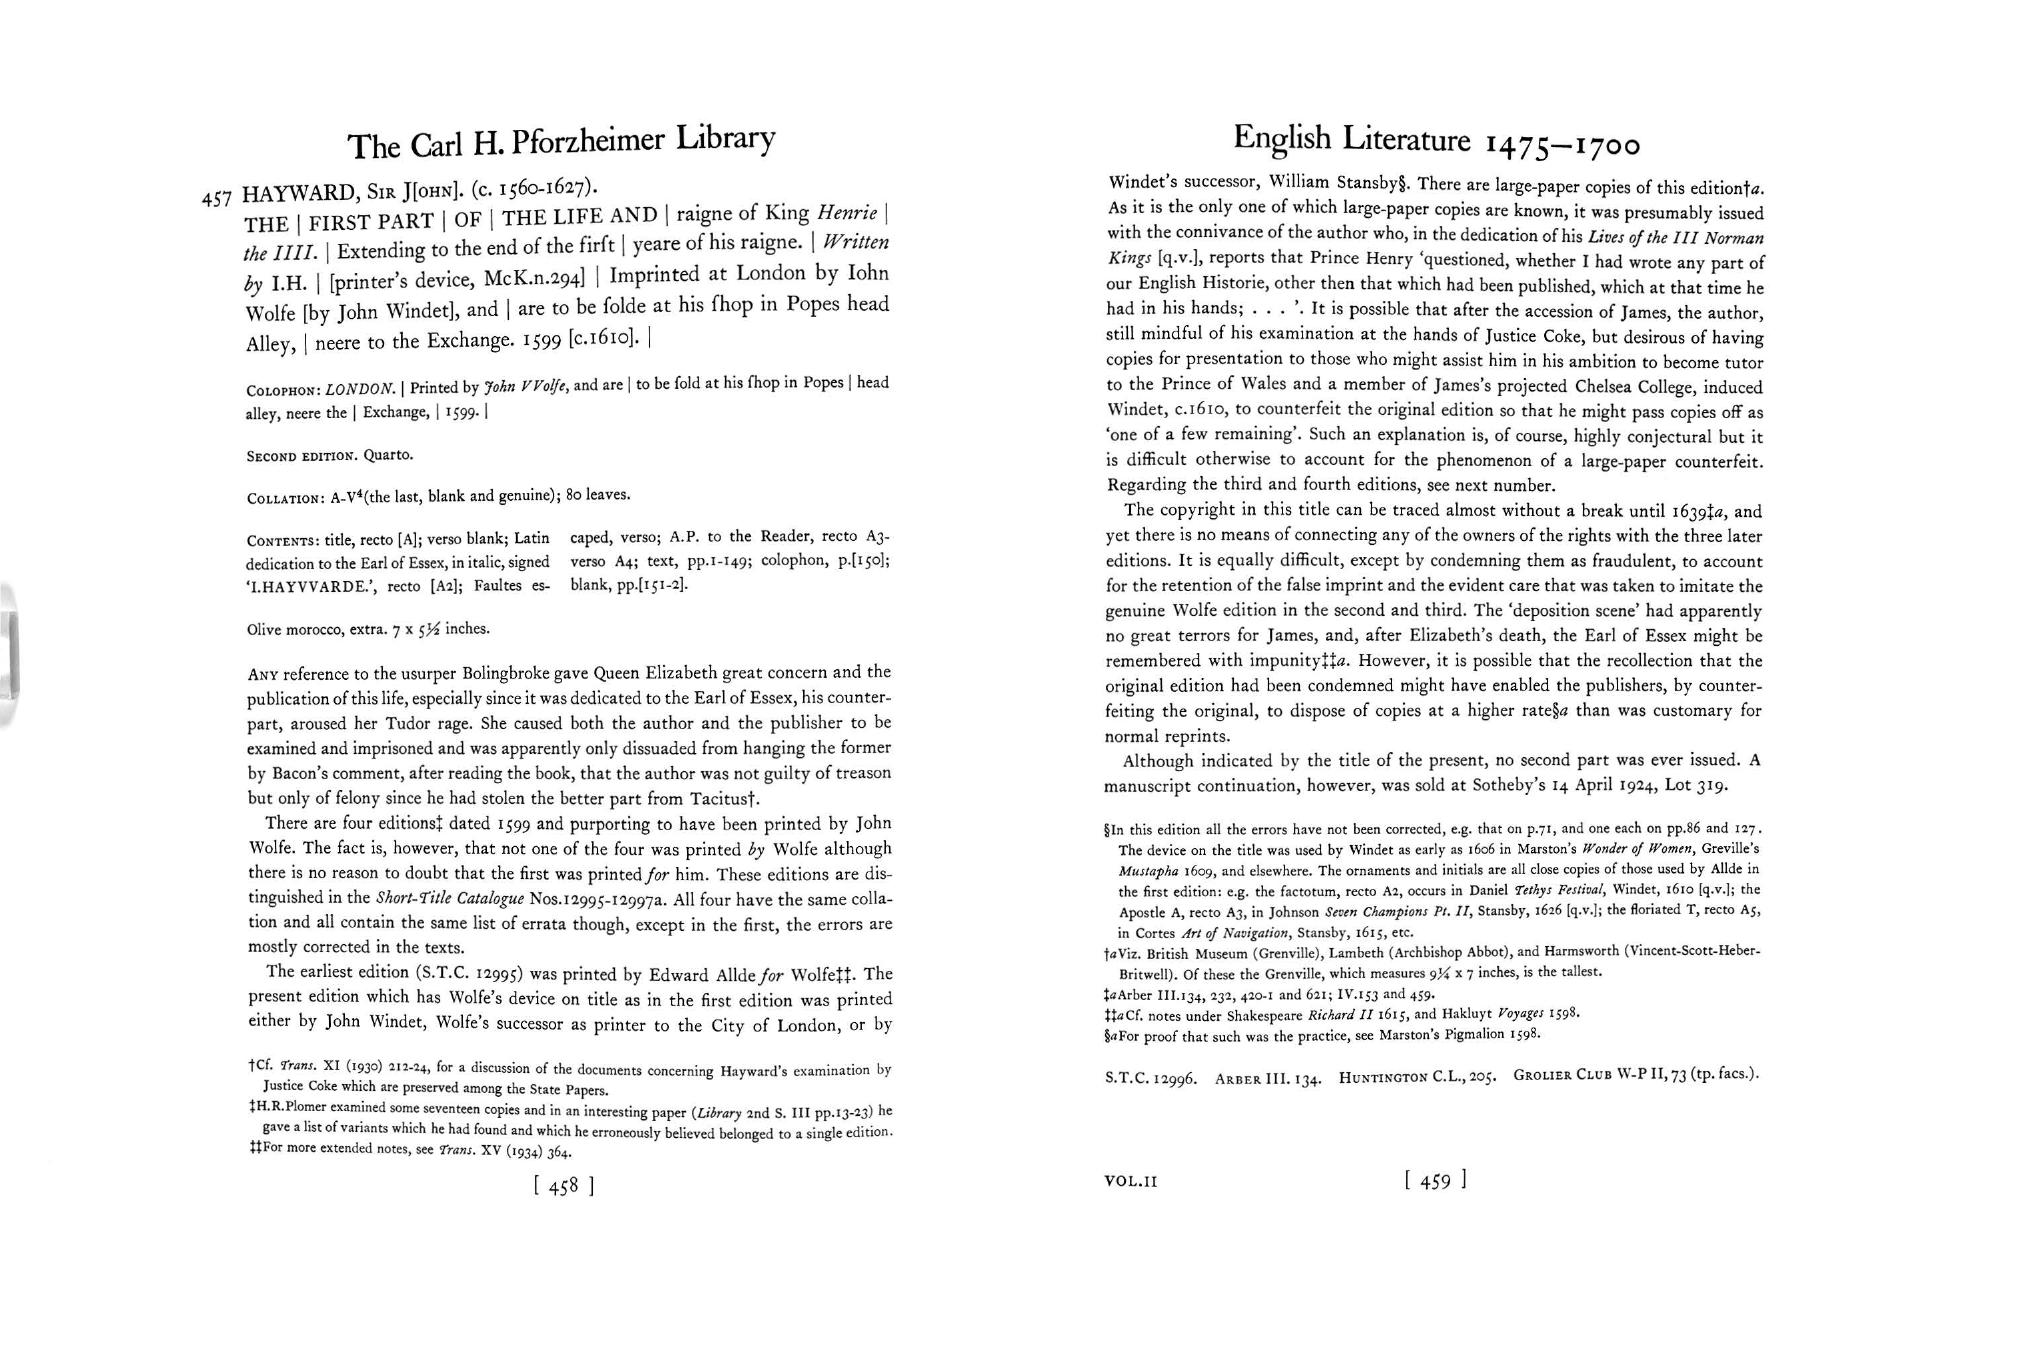 The Carl H. Pforzheimer Library
457 HAYWARD, SIR J[OHN]. (c. 1560-1627).
THE | FIRST PART | OF | THE LIFE AND | raigne of King Henrie |
the IIII. | Extending to the end of the firſt | yeare of his raigne. | Written
by I.H. | [printer's device, McK.n.294] | Imprinted at London by Iohn
Wolfe [by John Windet], and | are to be ſolde at his ſhop in Popes head
Alley, | neere to the Exchange. 1599 [c.1610]. |
COLOPHON: LONDON. | Printed by John VVolfe, and are | to be ſold at his ſhop in Popes | head
alley, neere the | Exchange, | 1599. |
SECOND EDITION. Quarto.
COLLATION: A-V⁴(the last, blank and genuine); 80 leaves.
CONTENTS: title, recto [A]; verso blank; Latin
dedication to the Earl of Essex, in italic, signed
'I.HAYVVARDE.', recto [A2]; Faultes es-
caped, verso; A.P. to the Reader, recto A3-
verso A4; text, pp.1-149; colophon, p.[150];
blank, pp.[151-2].
Olive morocco, extra. 7 x 5½ inches.
ANY reference to the usurper Bolingbroke gave Queen Elizabeth great concern and the
publication of this life, especially since it was dedicated to the Earl of Essex, his counter-
part, aroused her Tudor rage. She caused both the author and the publisher to be
examined and imprisoned and was apparently only dissuaded from hanging the former
by Bacon's comment, after reading the book, that the author was not guilty of treason
but only of felony since he had stolen the better part from Tacitus†.
There are four editions‡ dated 1599 and purporting to have been printed by John
Wolfe. The fact is, however, that not one of the four was printed by Wolfe although
there is no reason to doubt that the first was printed for him. These editions are dis-
tinguished in the Short-Title Catalogue Nos.12995-12997a. All four have the same colla-
tion and all contain the same list of errata though, except in the first, the errors are
mostly corrected in the texts.
The earliest edition (S.T.C. 12995) was printed by Edward Allde for Wolfe‡‡. The
present edition which has Wolfe's device on title as in the first edition was printed
either by John Windet, Wolfe's successor as printer to the City of London, or by
†Cf. Trans. XI (1930) 212-24, for a discussion of the documents concerning Hayward's examination by
Justice Coke which are preserved among the State Papers.
‡H.R.Plomer examined some seventeen copies and in an interesting paper (Library 2nd S. III pp.13-23) he
gave a list of variants which he had found and which he erroneously believed belonged to a single edition.
‡‡For more extended notes, see Trans. XV (1934) 364.
[ 458 ]
English Literature 1475–1700
Windet's successor, William Stansby§. There are large-paper copies of this edition†a.
As it is the only one of which large-paper copies are known, it was presumably issued
with the connivance of the author who, in the dedication of his Lives of the III Norman
Kings [q.v.], reports that Prince Henry 'questioned, whether I had wrote any part of
our English Historie, other then that which had been published, which at that time he
had in his hands; . . . '. It is possible that after the accession of James, the author,
still mindful of his examination at the hands of Justice Coke, but desirous of having
copies for presentation to those who might assist him in his ambition to become tutor
to the Prince of Wales and a member of James's projected Chelsea College, induced
Windet, c.1610, to counterfeit the original edition so that he might pass copies off as
'one of a few remaining'. Such an explanation is, of course, highly conjectural but it
is difficult otherwise to account for the phenomenon of a large-paper counterfeit.
Regarding the third and fourth editions, see next number.
The copyright in this title can be traced almost without a break until 1639‡a, and
yet there is no means of connecting any of the owners of the rights with the three later
editions. It is equally difficult, except by condemning them as fraudulent, to account
for the retention of the false imprint and the evident care that was taken to imitate the
genuine Wolfe edition in the second and third. The 'deposition scene' had apparently
no great terrors for James, and, after Elizabeth's death, the Earl of Essex might be
remembered with impunity‡‡a. However, it is possible that the recollection that the
original edition had been condemned might have enabled the publishers, by counter-
feiting the original, to dispose of copies at a higher rate§a than was customary for
normal reprints.
Although indicated by the title of the present, no second part was ever issued. A
manuscript continuation, however, was sold at Sotheby's 14 April 1924, Lot 319.
§In this edition all the errors have not been corrected, e.g. that on p.71, and one each on pp.86 and 127.
The device on the title was used by Windet as early as 1606 in Marston's Wonder of Women, Greville's
Mustapha 1609, and elsewhere. The ornaments and initials are all close copies of those used by Allde in
the first edition: e.g. the factotum, recto A2, occurs in Daniel Tethys Festival, Windet, 1610 [q.v.]; the
Apostle A, recto A3, in Johnson Seven Champions Pt. II, Stansby, 1626 [q.v.]; the floriated T, recto A5,
in Cortes Art of Navigation, Stansby, 1615, etc.
†aViz. British Museum (Grenville), Lambeth (Archbishop Abbot), and Harmsworth (Vincent-Scott-Heber-
Britwell). Of these the Grenville, which measures 9¼ x 7 inches, is the tallest.
‡aArber III.134, 232, 420-1 and 621; IV.153 and 459.
‡‡aCf. notes under Shakespeare Richard II 1615, and Hakluyt Voyages 1598.
§aFor proof that such was the practice, see Marston's Pigmalion 1598.
S.T.C. 12996. ARBER III. 134. HUNTINGTON C.L., 205. GROLIER CLUB W-P II, 73 (tp. facs.).
VOL.II
[ 459 ]